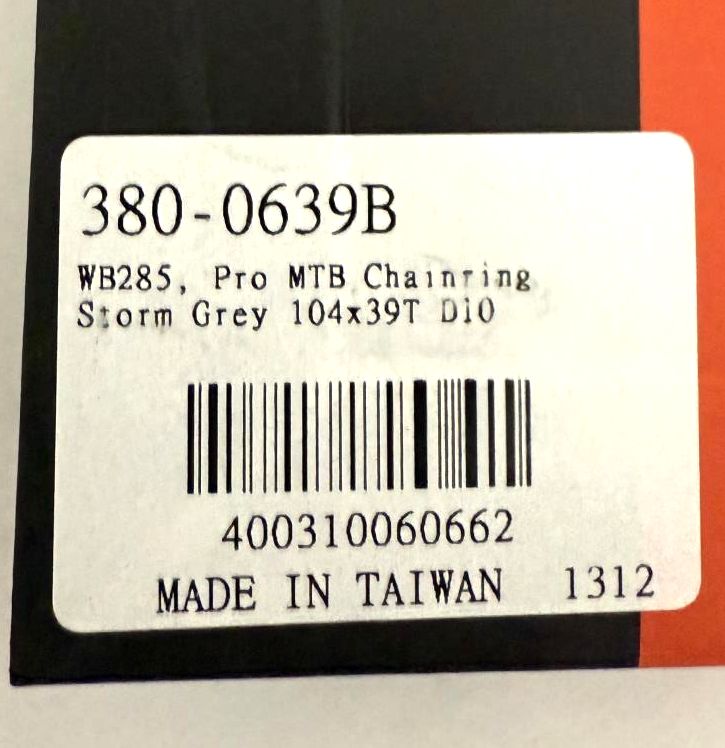 380-0639B
WB285, Pro MTB Chainring
Storm Grey 104x39T D10
400310060662
MADE IN TAIWAN 1312